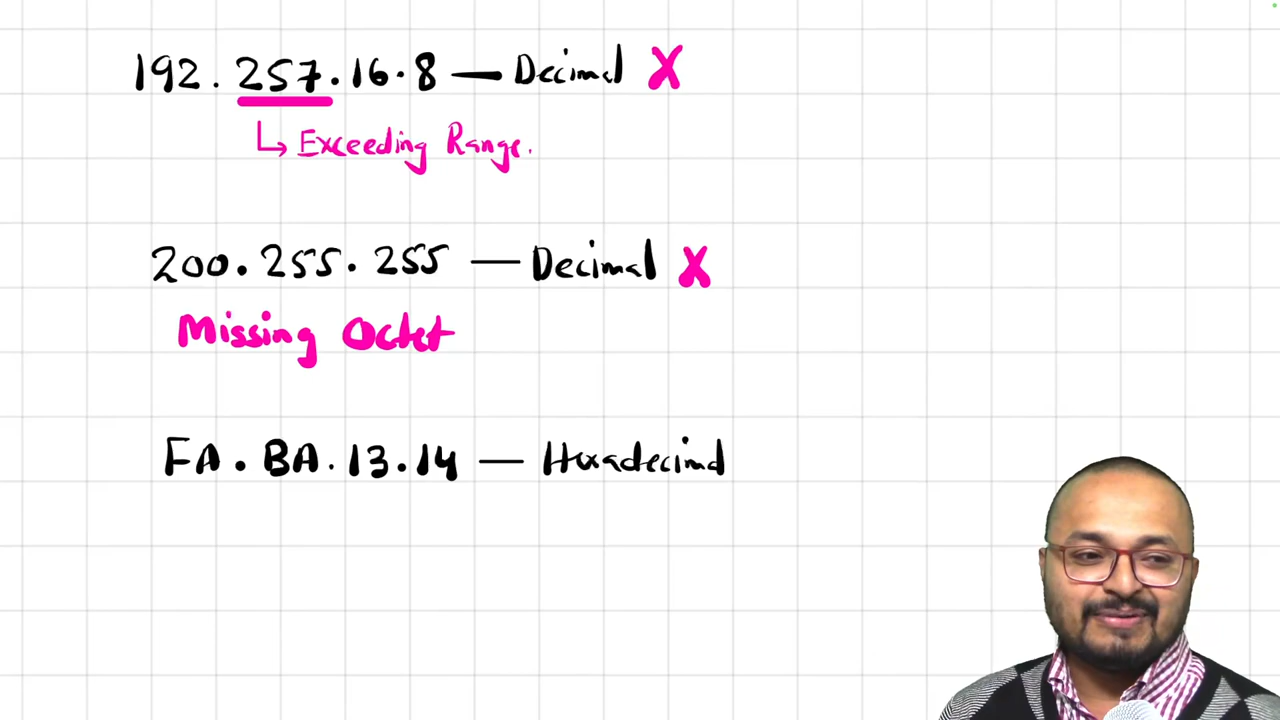 192.257.16.8 — Decimal X
↳ Exceeding Range.
200.255.255 — Decimal X
Missing Octet
FA.BA.13.14 — Hexadecimal